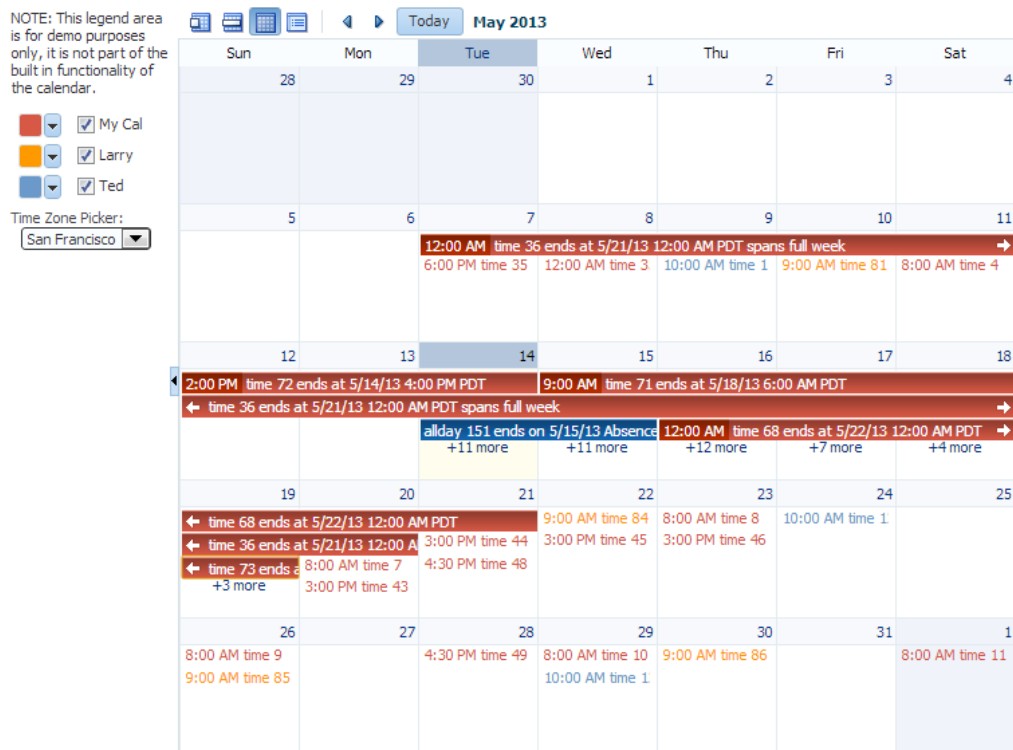 NOTE: This legend area
is for demo purposes
only, it is not part of the
built in functionality of
the calendar.
My Cal
Larry
Ted
Time Zone Picker:
San Francisco
Today May 2013
Sun Mon Tue Wed Thu Fri Sat
28 29 30 1 2 3 4
5 6 7 8 9 10 11
12:00 AM time 36 ends at 5/21/13 12:00 AM PDT spans full week
6:00 PM time 35 12:00 AM time 3 10:00 AM time 1 9:00 AM time 81 8:00 AM time 4
12 13 14 15 16 17 18
2:00 PM time 72 ends at 5/14/13 4:00 PM PDT 9:00 AM time 71 ends at 5/18/13 6:00 AM PDT
time 36 ends at 5/21/13 12:00 AM PDT spans full week
allday 151 ends on 5/15/13 Absence 12:00 AM time 68 ends at 5/22/13 12:00 AM PDT
+11 more +11 more +12 more +7 more +4 more
19 20 21 22 23 24 25
time 68 ends at 5/22/13 12:00 AM PDT 9:00 AM time 84 8:00 AM time 8 10:00 AM time 1
time 36 ends at 5/21/13 12:00 A 3:00 PM time 44 3:00 PM time 45 3:00 PM time 46
time 73 ends a 8:00 AM time 7 4:30 PM time 48
+3 more 3:00 PM time 43
26 27 28 29 30 31 1
8:00 AM time 9 4:30 PM time 49 8:00 AM time 10 9:00 AM time 86 8:00 AM time 11
9:00 AM time 85 10:00 AM time 1